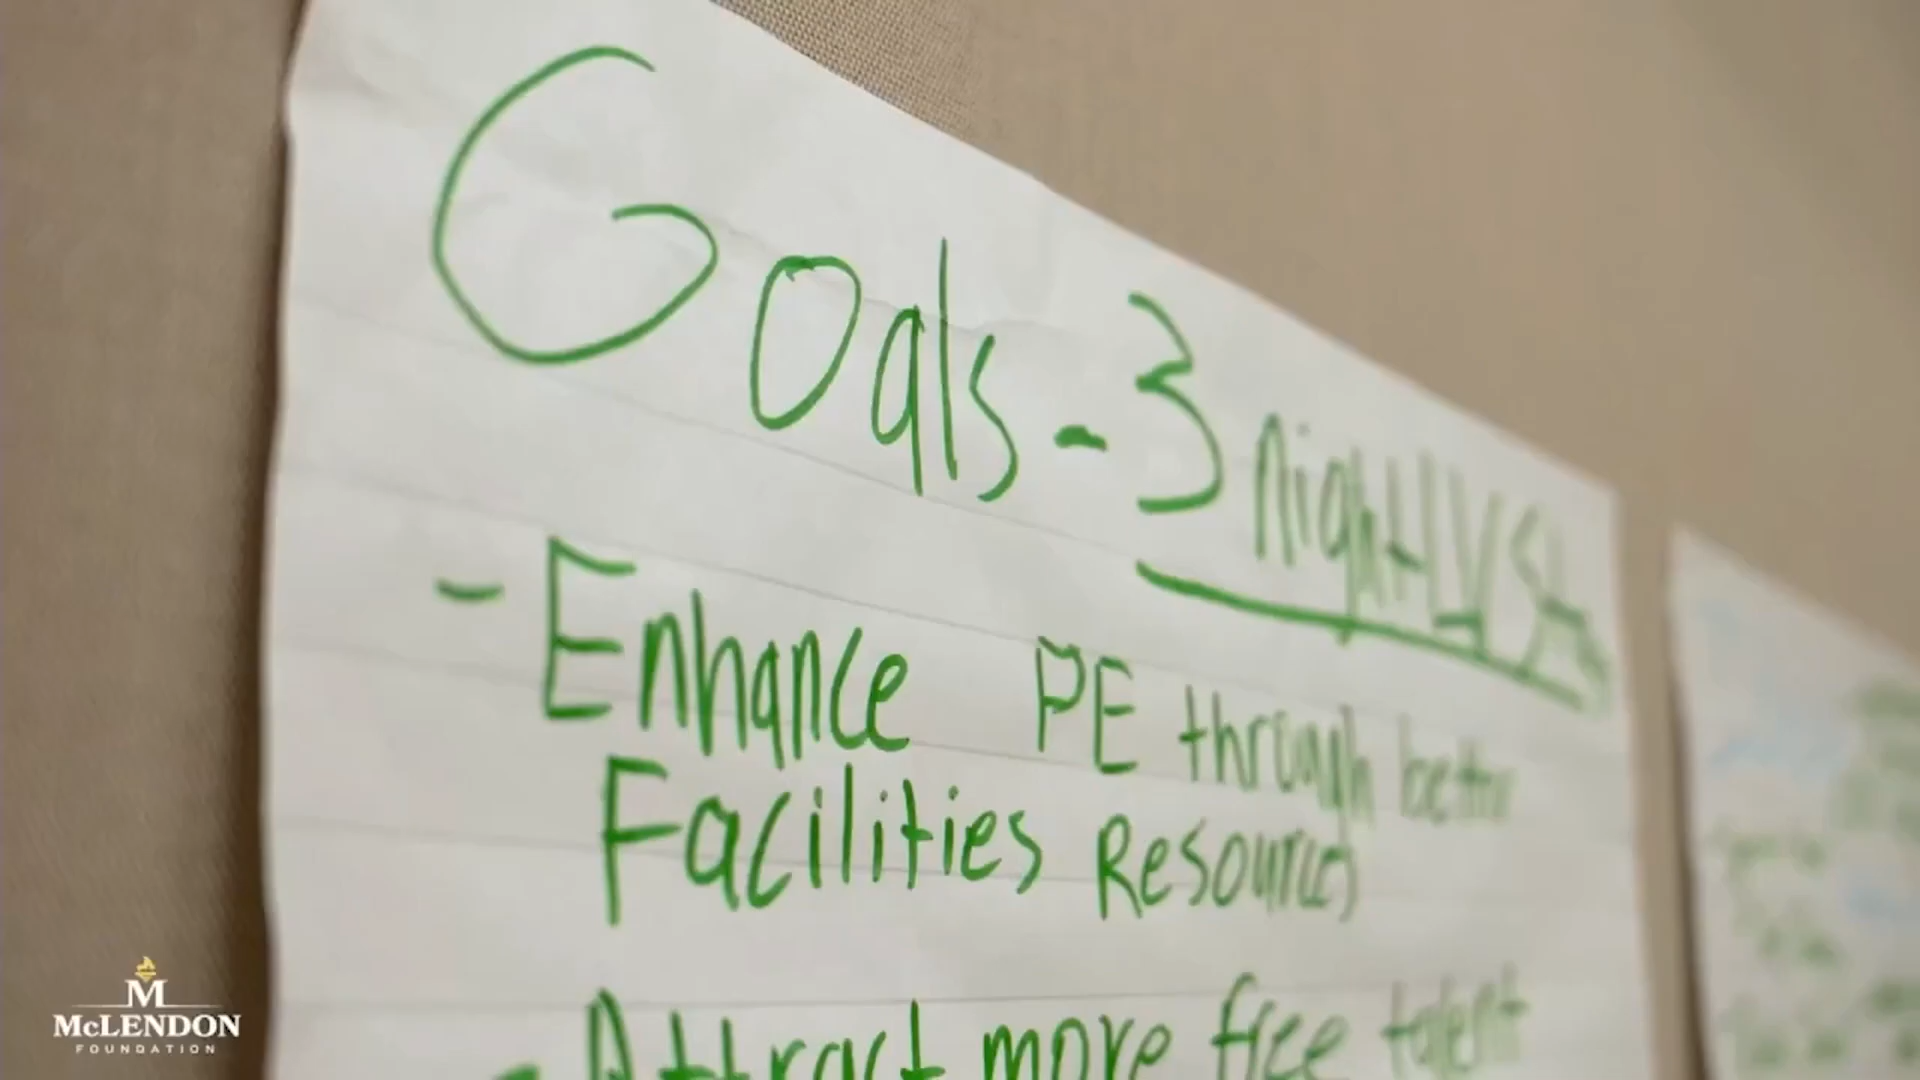 Goals - 3
- Enhance PE through better
Facilities Resources
- Attract more free talent
M
McLENDON
FOUNDATION